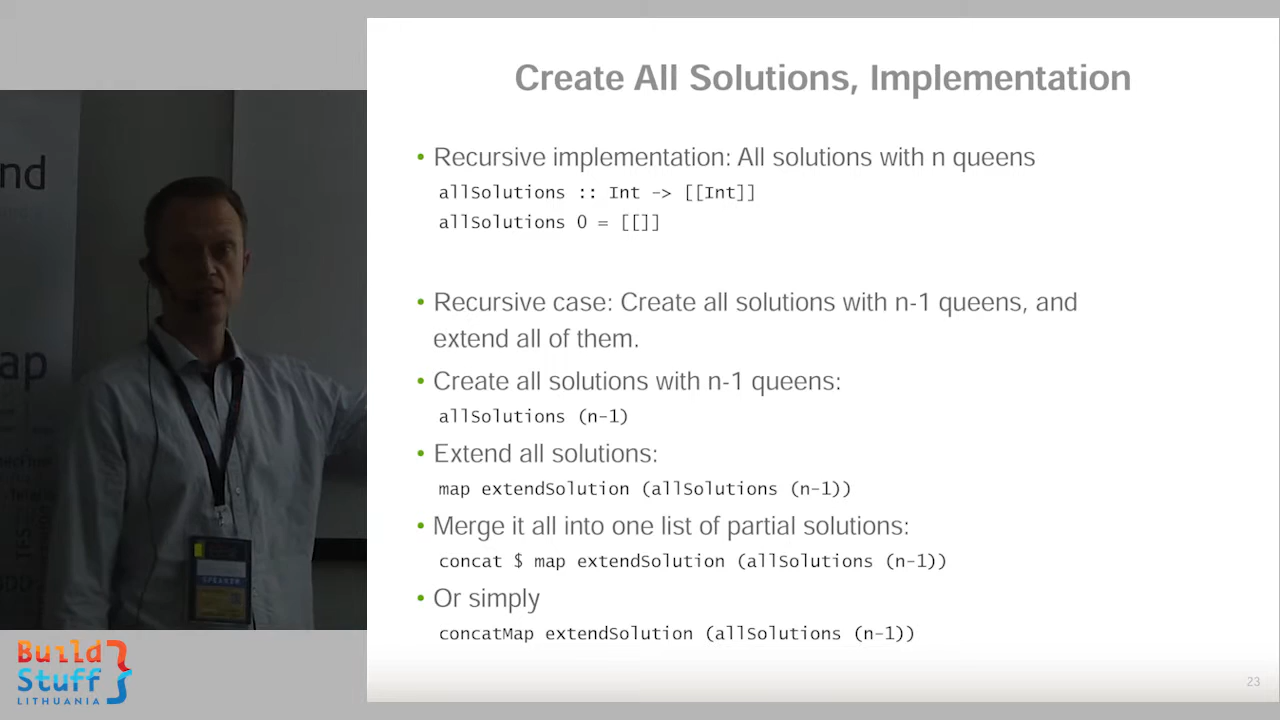 Create All Solutions, Implementation
• Recursive implementation: All solutions with n queens
allSolutions :: Int -> [[Int]]
allSolutions 0 = [[]]
• Recursive case: Create all solutions with n-1 queens, and
extend all of them.
• Create all solutions with n-1 queens:
allSolutions (n-1)
• Extend all solutions:
map extendSolution (allSolutions (n-1))
• Merge it all into one list of partial solutions:
concat $ map extendSolution (allSolutions (n-1))
• Or simply
concatMap extendSolution (allSolutions (n-1))
23
nd
ap
TFS
SPEAKER
Build
Stuff
LITHUANIA